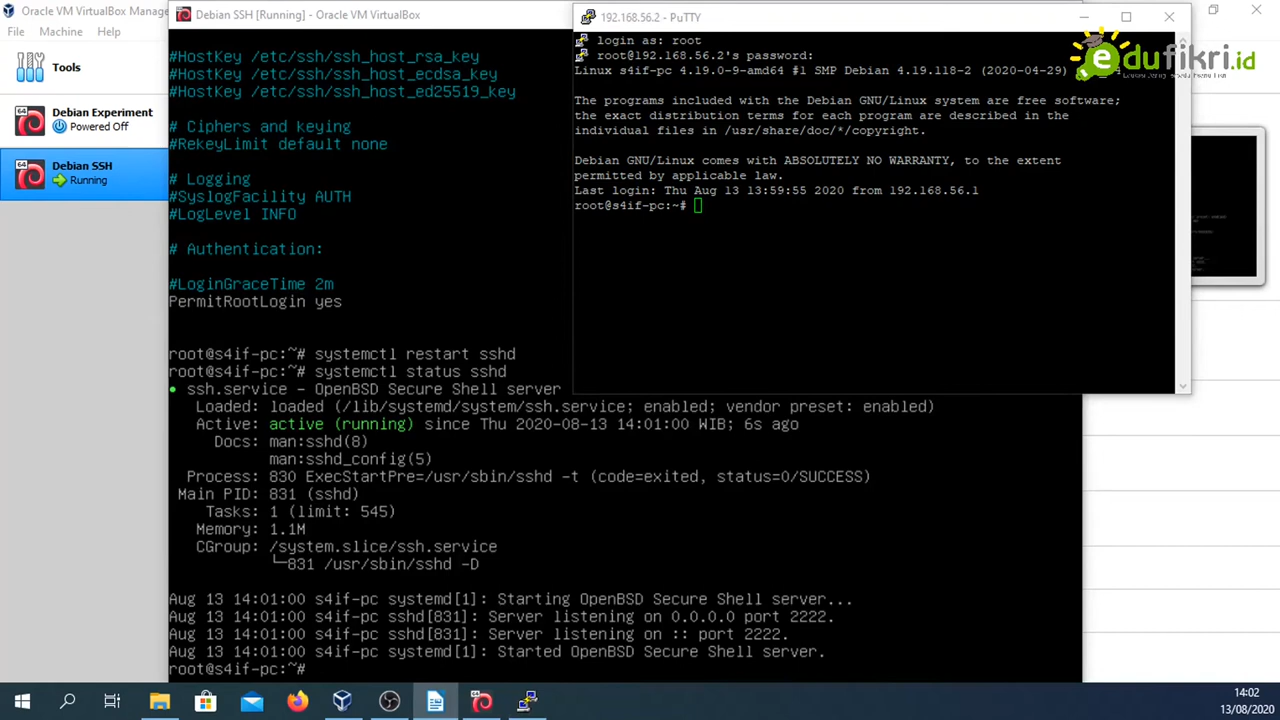 Oracle VM VirtualBox Manag
File Machine Help
Tools
Debian Experiment
Powered Off
Debian SSH
Running
Debian SSH [Running] - Oracle VM VirtualBox
#HostKey /etc/ssh/ssh_host_rsa_key
#HostKey /etc/ssh/ssh_host_ecdsa_key
#HostKey /etc/ssh/ssh_host_ed25519_key
# Ciphers and keying
#RekeyLimit default none
# Logging
#SyslogFacility AUTH
#LogLevel INFO
# Authentication:
#LoginGraceTime 2m
PermitRootLogin yes
root@s4if-pc:~# systemctl restart sshd
root@s4if-pc:~# systemctl status sshd
● ssh.service - OpenBSD Secure Shell server
Loaded: loaded (/lib/systemd/system/ssh.service; enabled; vendor preset: enabled)
Active: active (running) since Thu 2020-08-13 14:01:00 WIB; 6s ago
Docs: man:sshd(8)
man:sshd_config(5)
Process: 830 ExecStartPre=/usr/sbin/sshd -t (code=exited, status=0/SUCCESS)
Main PID: 831 (sshd)
Tasks: 1 (limit: 545)
Memory: 1.1M
CGroup: /system.slice/ssh.service
└─831 /usr/sbin/sshd -D
Aug 13 14:01:00 s4if-pc systemd[1]: Starting OpenBSD Secure Shell server...
Aug 13 14:01:00 s4if-pc sshd[831]: Server listening on 0.0.0.0 port 2222.
Aug 13 14:01:00 s4if-pc sshd[831]: Server listening on :: port 2222.
Aug 13 14:01:00 s4if-pc systemd[1]: Started OpenBSD Secure Shell server.
root@s4if-pc:~#
192.168.56.2 - PuTTY
login as: root
root@192.168.56.2's password:
Linux s4if-pc 4.19.0-9-amd64 #1 SMP Debian 4.19.118-2 (2020-04-29)
The programs included with the Debian GNU/Linux system are free software;
the exact distribution terms for each program are described in the
individual files in /usr/share/doc/*/copyright.
Debian GNU/Linux comes with ABSOLUTELY NO WARRANTY, to the extent
permitted by applicable law.
Last login: Thu Aug 13 13:59:55 2020 from 192.168.56.1
root@s4if-pc:~#
edufikri.id
14:02
13/08/2020